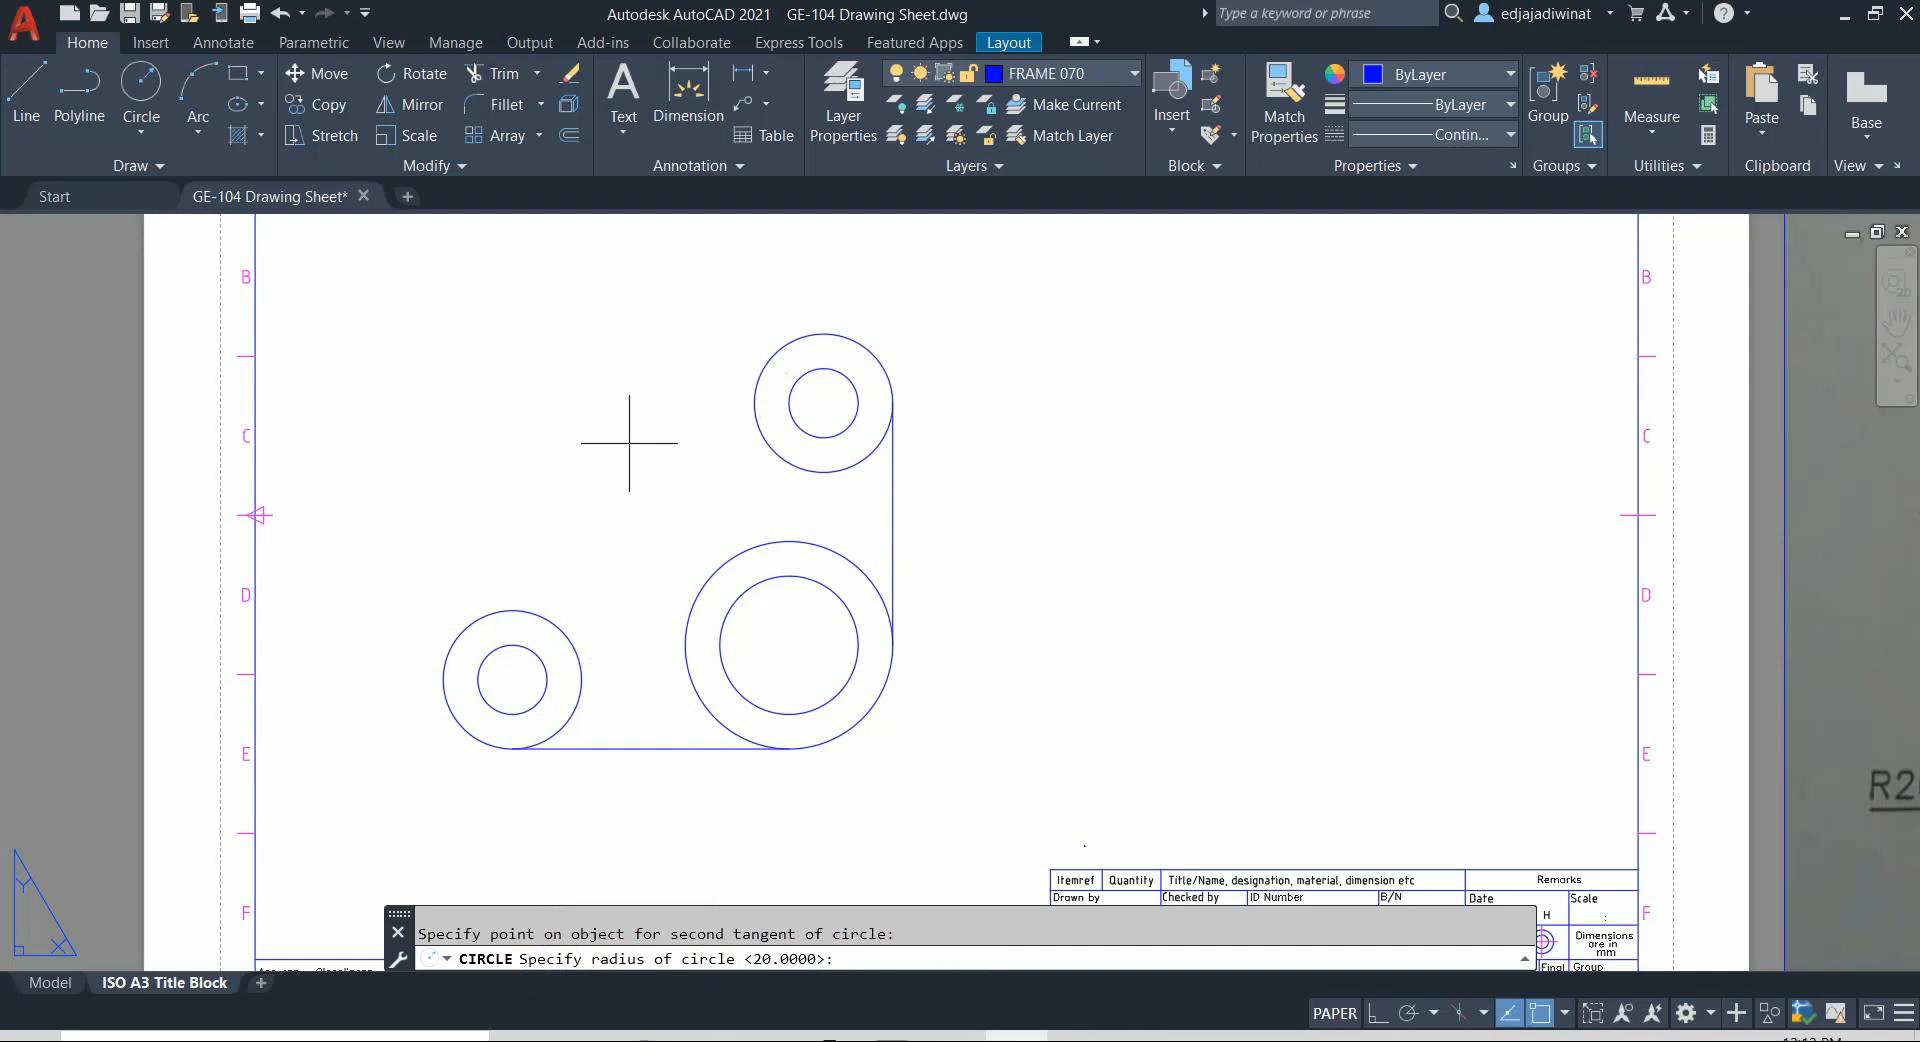 Autodesk AutoCAD 2021 GE-104 Drawing Sheet.dwg
Type a keyword or phrase
edjajadiwinat
Home Insert Annotate Parametric View Manage Output Add-ins Collaborate Express Tools Featured Apps Layout
Line Polyline Circle Arc
Move Rotate Trim
Copy Mirror Fillet
Stretch Scale Array
Text Dimension Table
Layer Properties
FRAME 070
Make Current
Match Layer
Insert
Match Properties
ByLayer
ByLayer
Contin...
Group
Measure
Paste
Base
Draw Modify Annotation Layers Block Properties Groups Utilities Clipboard View
Start GE-104 Drawing Sheet*
B B
C C
D D
E E
F F
R2
Y
X
Itemref Quantity Title/Name, designation, material, dimension etc Remarks
Drawn by Checked by ID Number B/N Date Scale
H :
Dimensions
are in
mm
Final Group
Specify point on object for second tangent of circle:
CIRCLE Specify radius of circle <20.0000>:
Model ISO A3 Title Block
PAPER